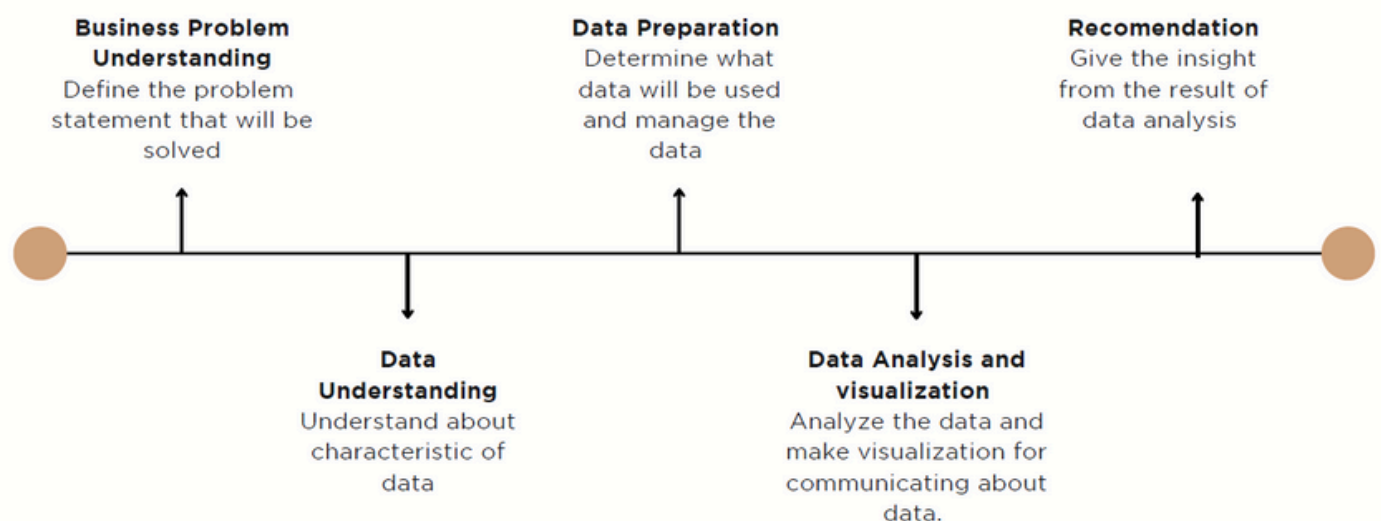 Business Problem
Understanding
Define the problem
statement that will be
solved
Data
Understanding
Understand about
characteristic of
data
Data Preparation
Determine what
data will be used
and manage the
data
Data Analysis and
visualization
Analyze the data and
make visualization for
communicating about
data.
Recomendation
Give the insight
from the result of
data analysis